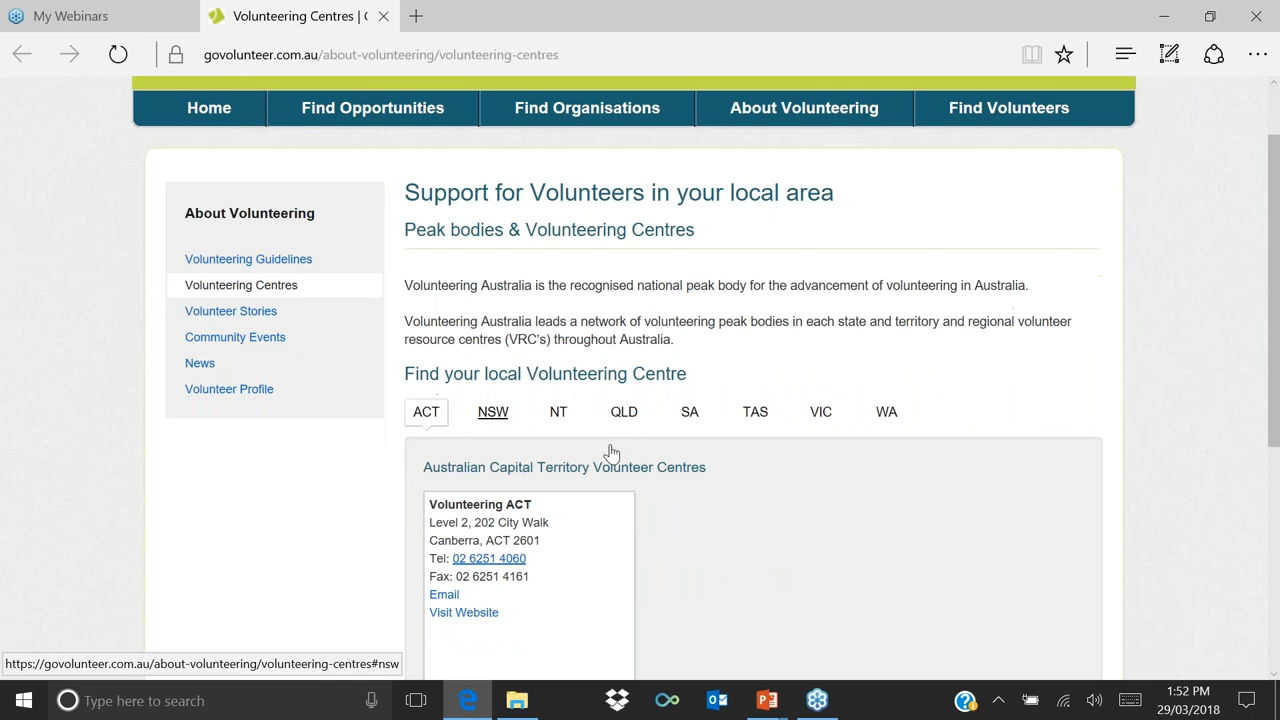 My Webinars
Volunteering Centres | (
govolunteer.com.au/about-volunteering/volunteering-centres
Home
Find Opportunities
Find Organisations
About Volunteering
Find Volunteers
About Volunteering
Volunteering Guidelines
Volunteering Centres
Volunteer Stories
Community Events
News
Volunteer Profile
Support for Volunteers in your local area
Peak bodies & Volunteering Centres
Volunteering Australia is the recognised national peak body for the advancement of volunteering in Australia.
Volunteering Australia leads a network of volunteering peak bodies in each state and territory and regional volunteer
resource centres (VRC's) throughout Australia.
Find your local Volunteering Centre
ACT NSW NT QLD SA TAS VIC WA
Australian Capital Territory Volunteer Centres
Volunteering ACT
Level 2, 202 City Walk
Canberra, ACT 2601
Tel: 02 6251 4060
Fax: 02 6251 4161
Email
Visit Website
https://govolunteer.com.au/about-volunteering/volunteering-centres#nsw
Type here to search
1:52 PM
29/03/2018